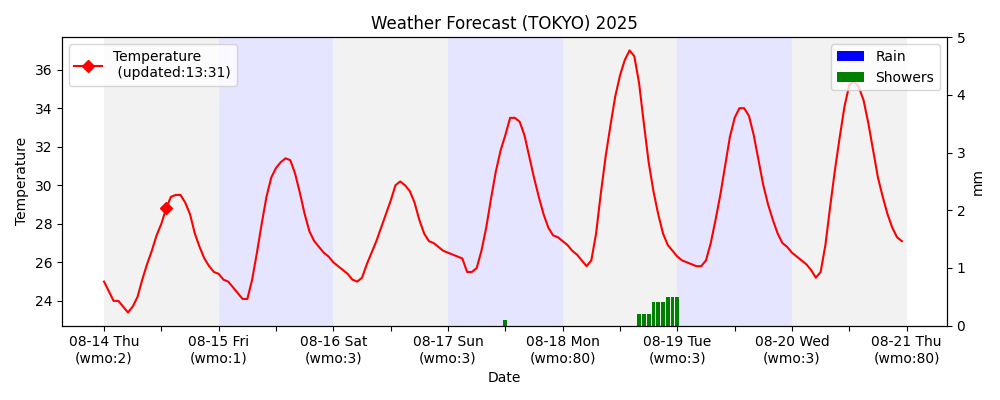 Weather Forecast (TOKYO) 2025
Temperature
(updated:13:31)
Rain
Showers
Temperature
36
34
32
30
28
26
24
5
4
3
2
1
0
mm
08-14 Thu
(wmo:2)
08-15 Fri
(wmo:1)
08-16 Sat
(wmo:3)
08-17 Sun
(wmo:3)
08-18 Mon
(wmo:80)
08-19 Tue
(wmo:3)
08-20 Wed
(wmo:3)
08-21 Thu
(wmo:80)
Date